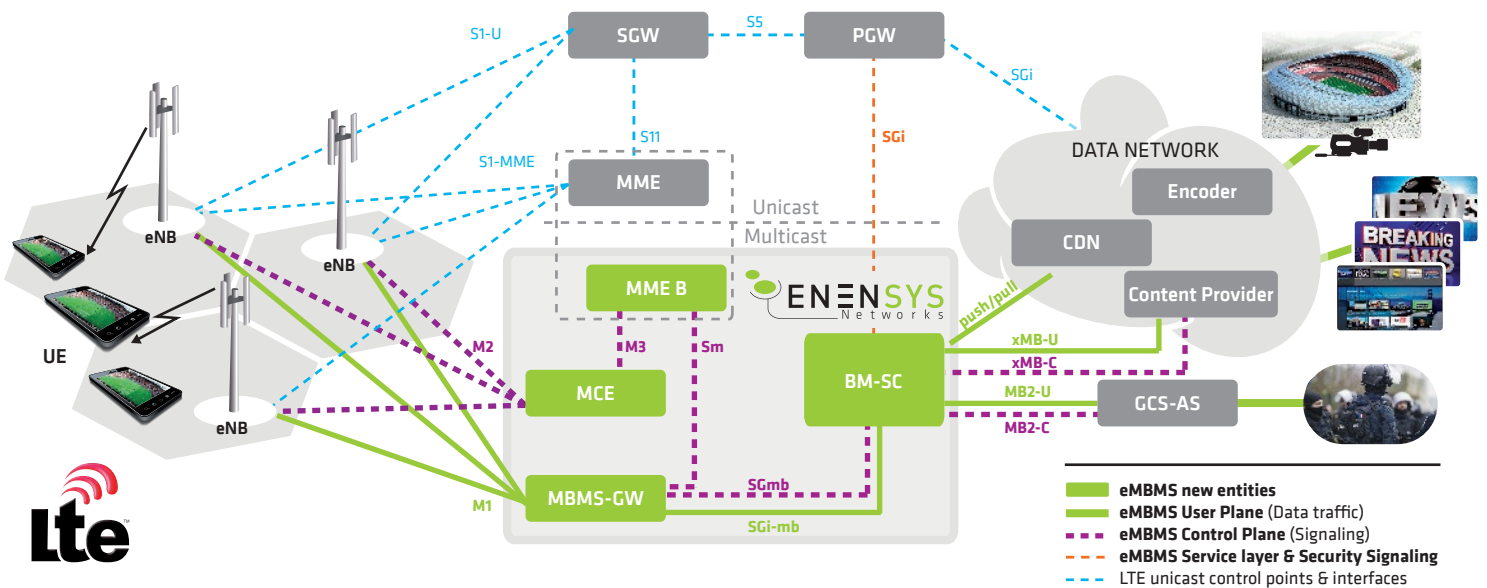 S1-U
SGW
S5
PGW
SGi
S11
SGi
S1-MME
MME
DATA NETWORK
Encoder
Unicast
Multicast
CDN
NEWS
BREAKING
NEWS
eNB
eNB
MME B
ENENSYS
Networks
Content Provider
push/pull
UE
M2
M3
Sm
xMB-U
xMB-C
MCE
BM-SC
MB2-U
MB2-C
GCS-AS
eNB
M1
MBMS-GW
SGmb
SGi-mb
Lte™
eMBMS new entities
eMBMS User Plane (Data traffic)
eMBMS Control Plane (Signaling)
eMBMS Service layer & Security Signaling
LTE unicast control points & interfaces